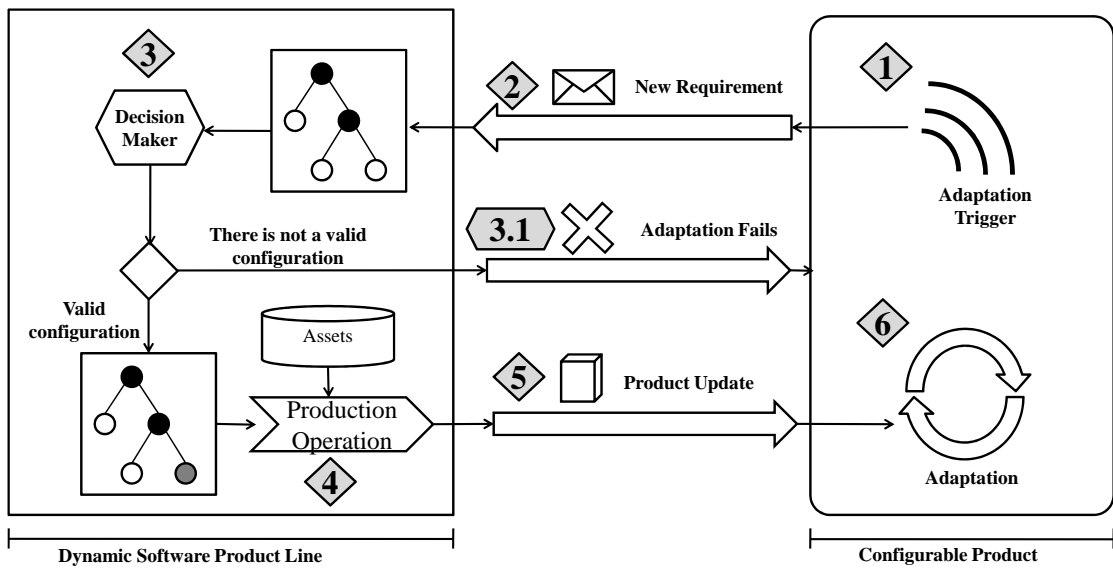 3
Decision
Maker
2
New Requirement
1
Adaptation
Trigger
There is not a valid
configuration
3.1
Adaptation Fails
Valid
configuration
Assets
Production
Operation
4
5
Product Update
6
Adaptation
Dynamic Software Product Line
Configurable Product